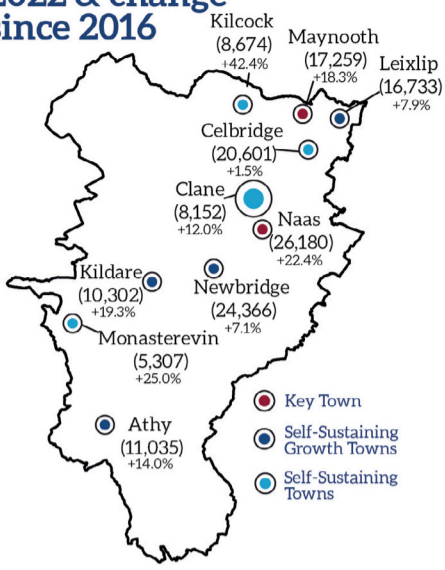 2022 & change
since 2016
Kilcock
(8,674)
+42.4%
Maynooth
(17,259)
+18.3%
Leixlip
(16,733)
+7.9%
Celbridge
(20,601)
+1.5%
Clane
(8,152)
+12.0%
Naas
(26,180)
+22.4%
Kildare
(10,302)
+19.3%
Newbridge
(24,366)
+7.1%
Monasterevin
(5,307)
+25.0%
Athy
(11,035)
+14.0%
Key Town
Self-Sustaining
Growth Towns
Self-Sustaining
Towns